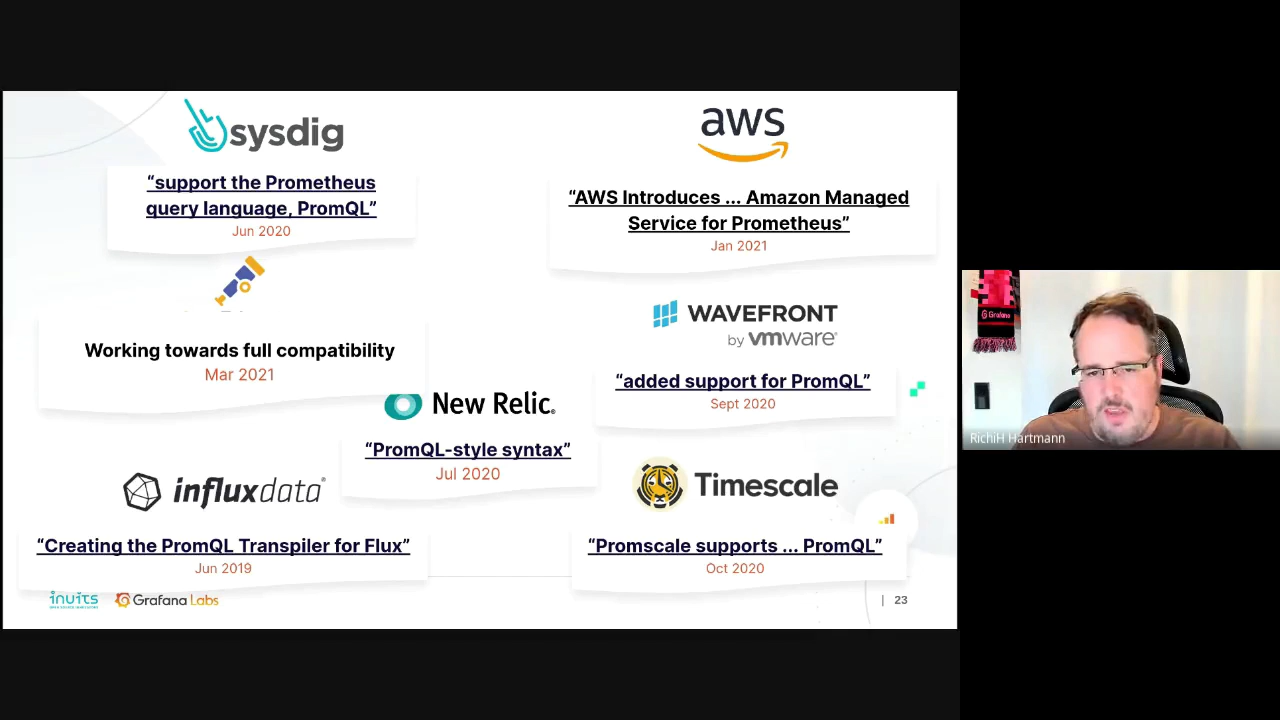 sysdig
“support the Prometheus
query language, PromQL”
Jun 2020
aws
“AWS Introduces ... Amazon Managed
Service for Prometheus”
Jan 2021
Working towards full compatibility
Mar 2021
WAVEFRONT
by vmware®
“added support for PromQL”
Sept 2020
New Relic®
“PromQL-style syntax”
Jul 2020
influxdata®
“Creating the PromQL Transpiler for Flux”
Jun 2019
Timescale
“Promscale supports ... PromQL”
Oct 2020
inuits
Grafana Labs
| 23
Grafana
RichiH Hartmann